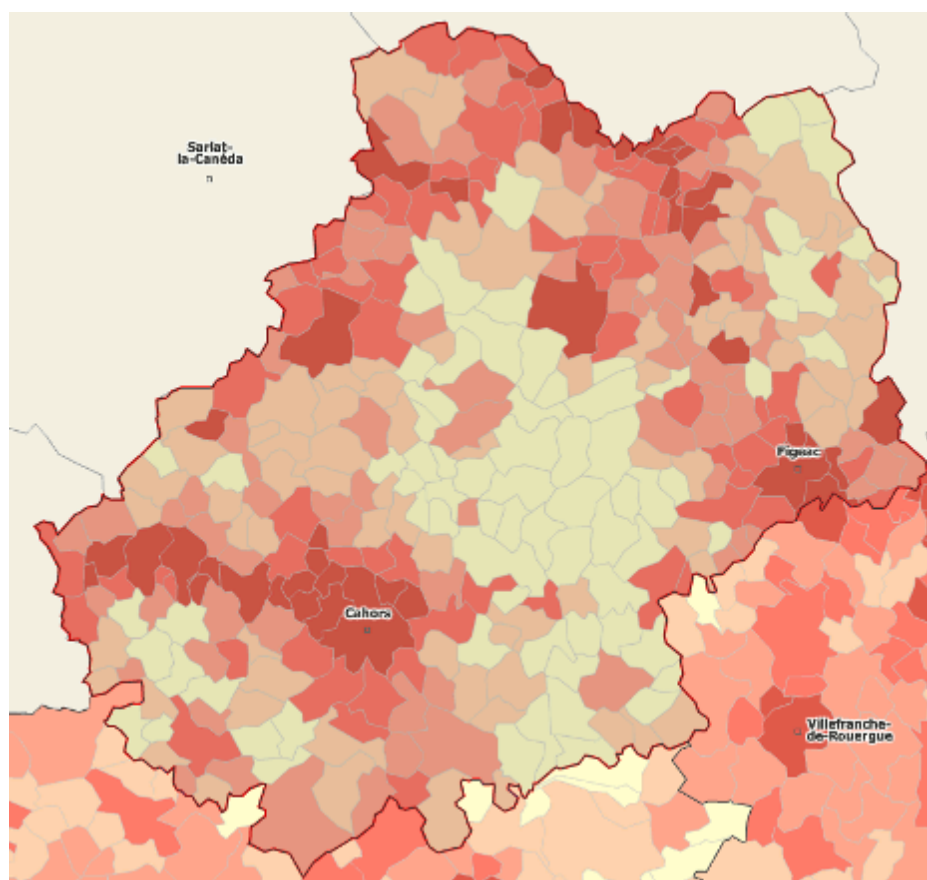 Sarlat-
la-Canéda
Figeac
Cahors
Villefranche-
de-Rouergue